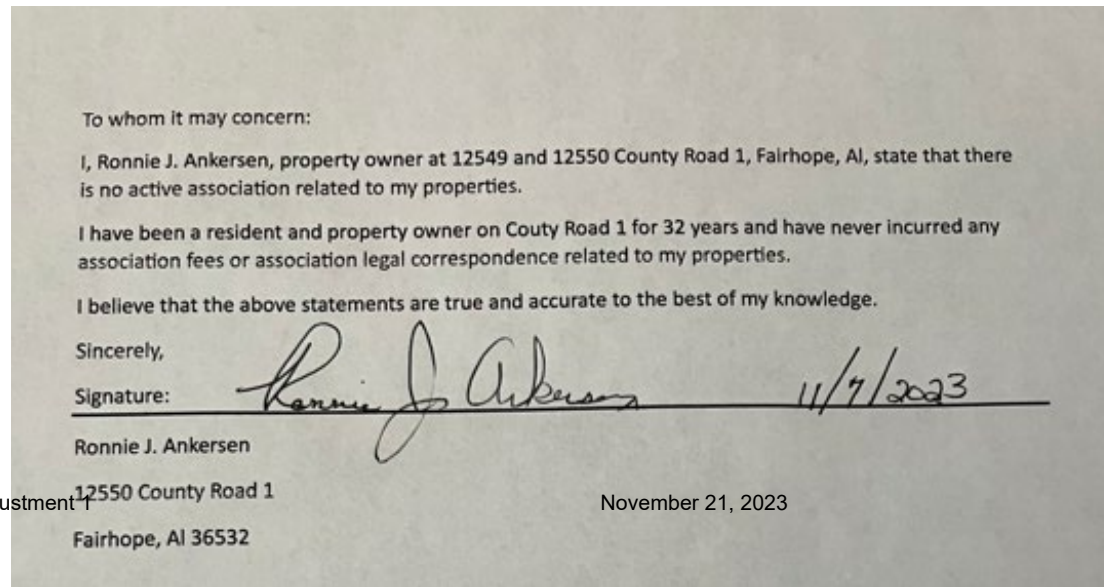 To whom it may concern:
I, Ronnie J. Ankersen, property owner at 12549 and 12550 County Road 1, Fairhope, Al, state that there
is no active association related to my properties.
I have been a resident and property owner on Couty Road 1 for 32 years and have never incurred any
association fees or association legal correspondence related to my properties.
I believe that the above statements are true and accurate to the best of my knowledge.
Sincerely,
Signature: Ronnie J Ankersen 11/7/2023
Ronnie J. Ankersen
12550 County Road 1
ustment 1 November 21, 2023
Fairhope, Al 36532